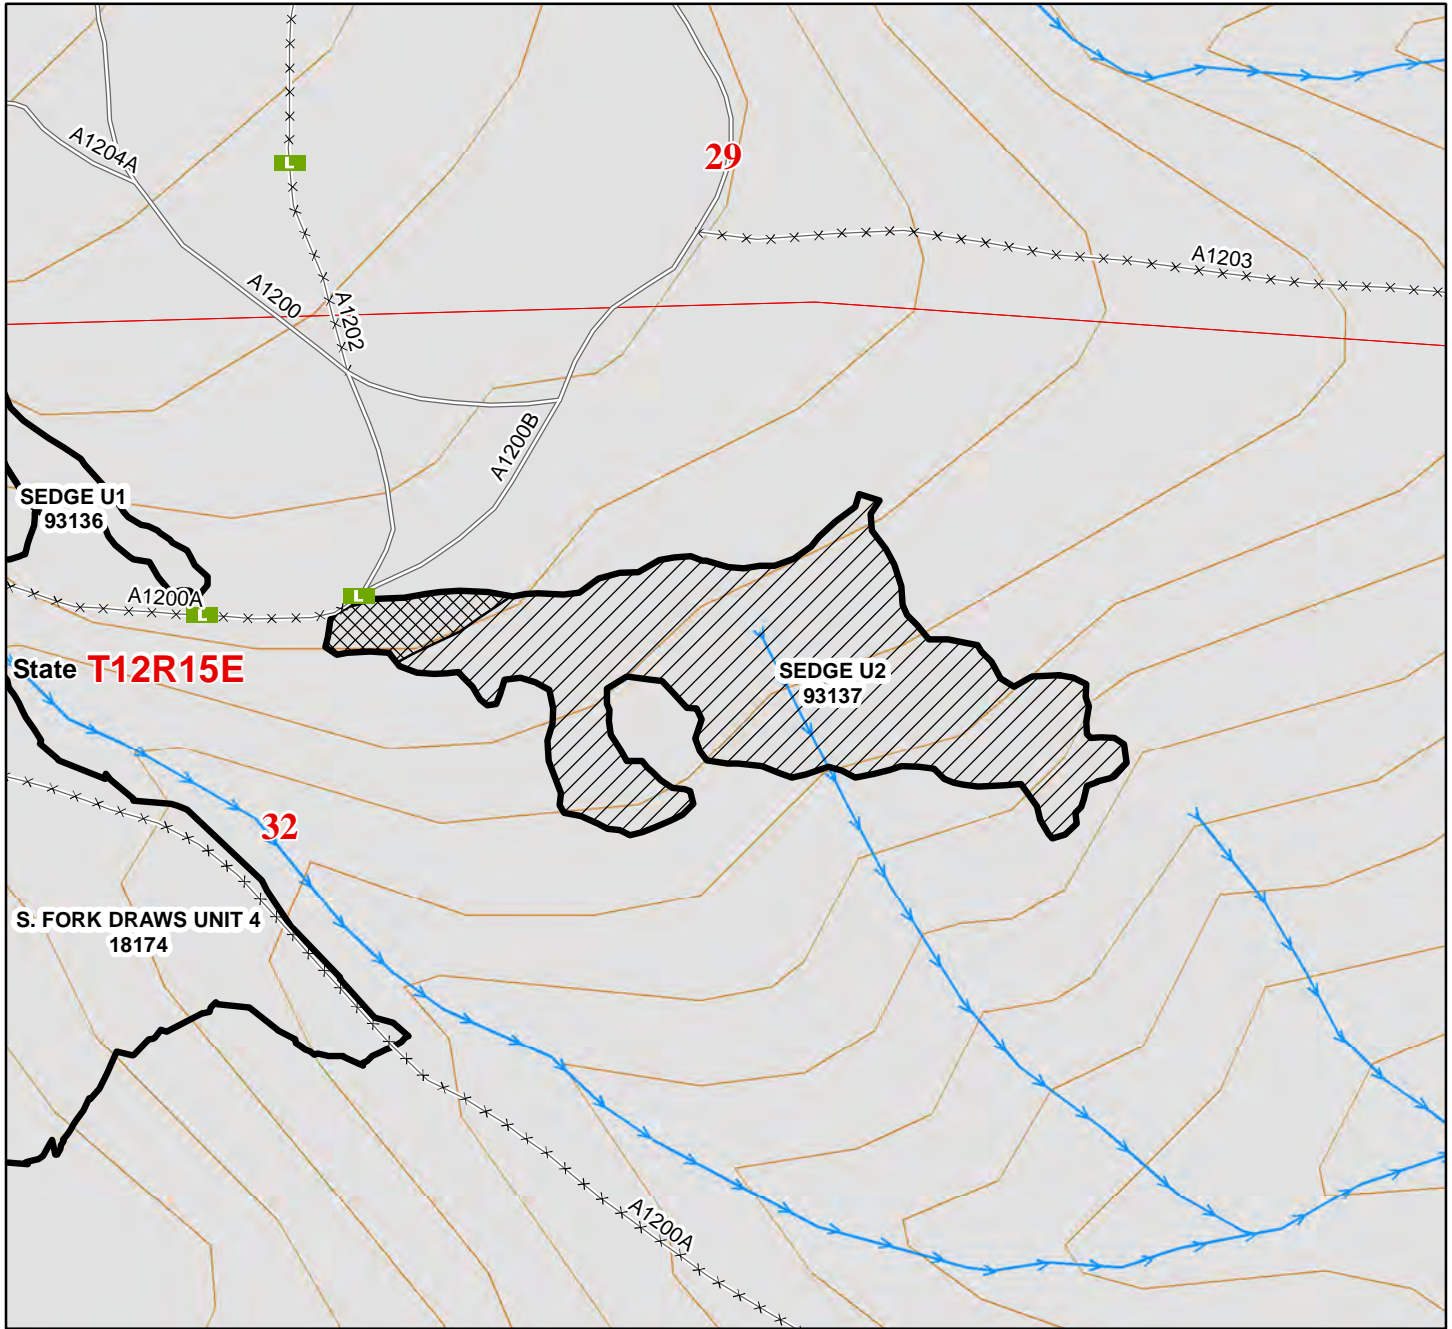 A1204A
L
29
A1203
A1200
A1202
A1200B
SEDGE U1
93136
A1200A
L
L
State T12R15E
SEDGE U2
93137
32
S. FORK DRAWS UNIT 4
18174
A1200A